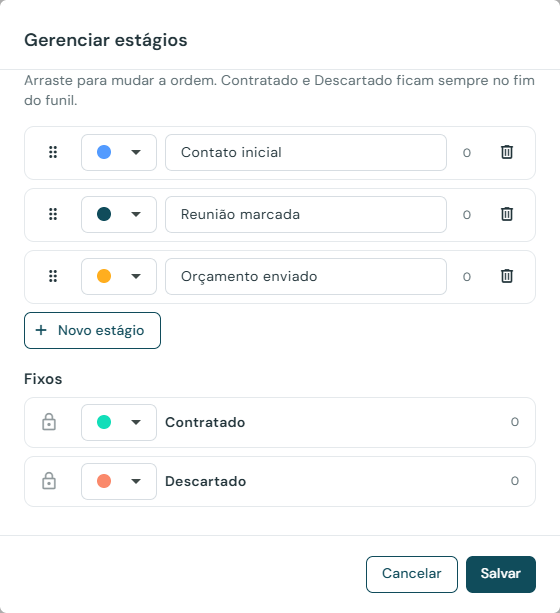 Gerenciar estágios
Arraste para mudar a ordem. Contratado e Descartado ficam sempre no fim
do funil.
Contato inicial 0
Reunião marcada 0
Orçamento enviado 0
+ Novo estágio
Fixos
Contratado 0
Descartado 0
Cancelar Salvar